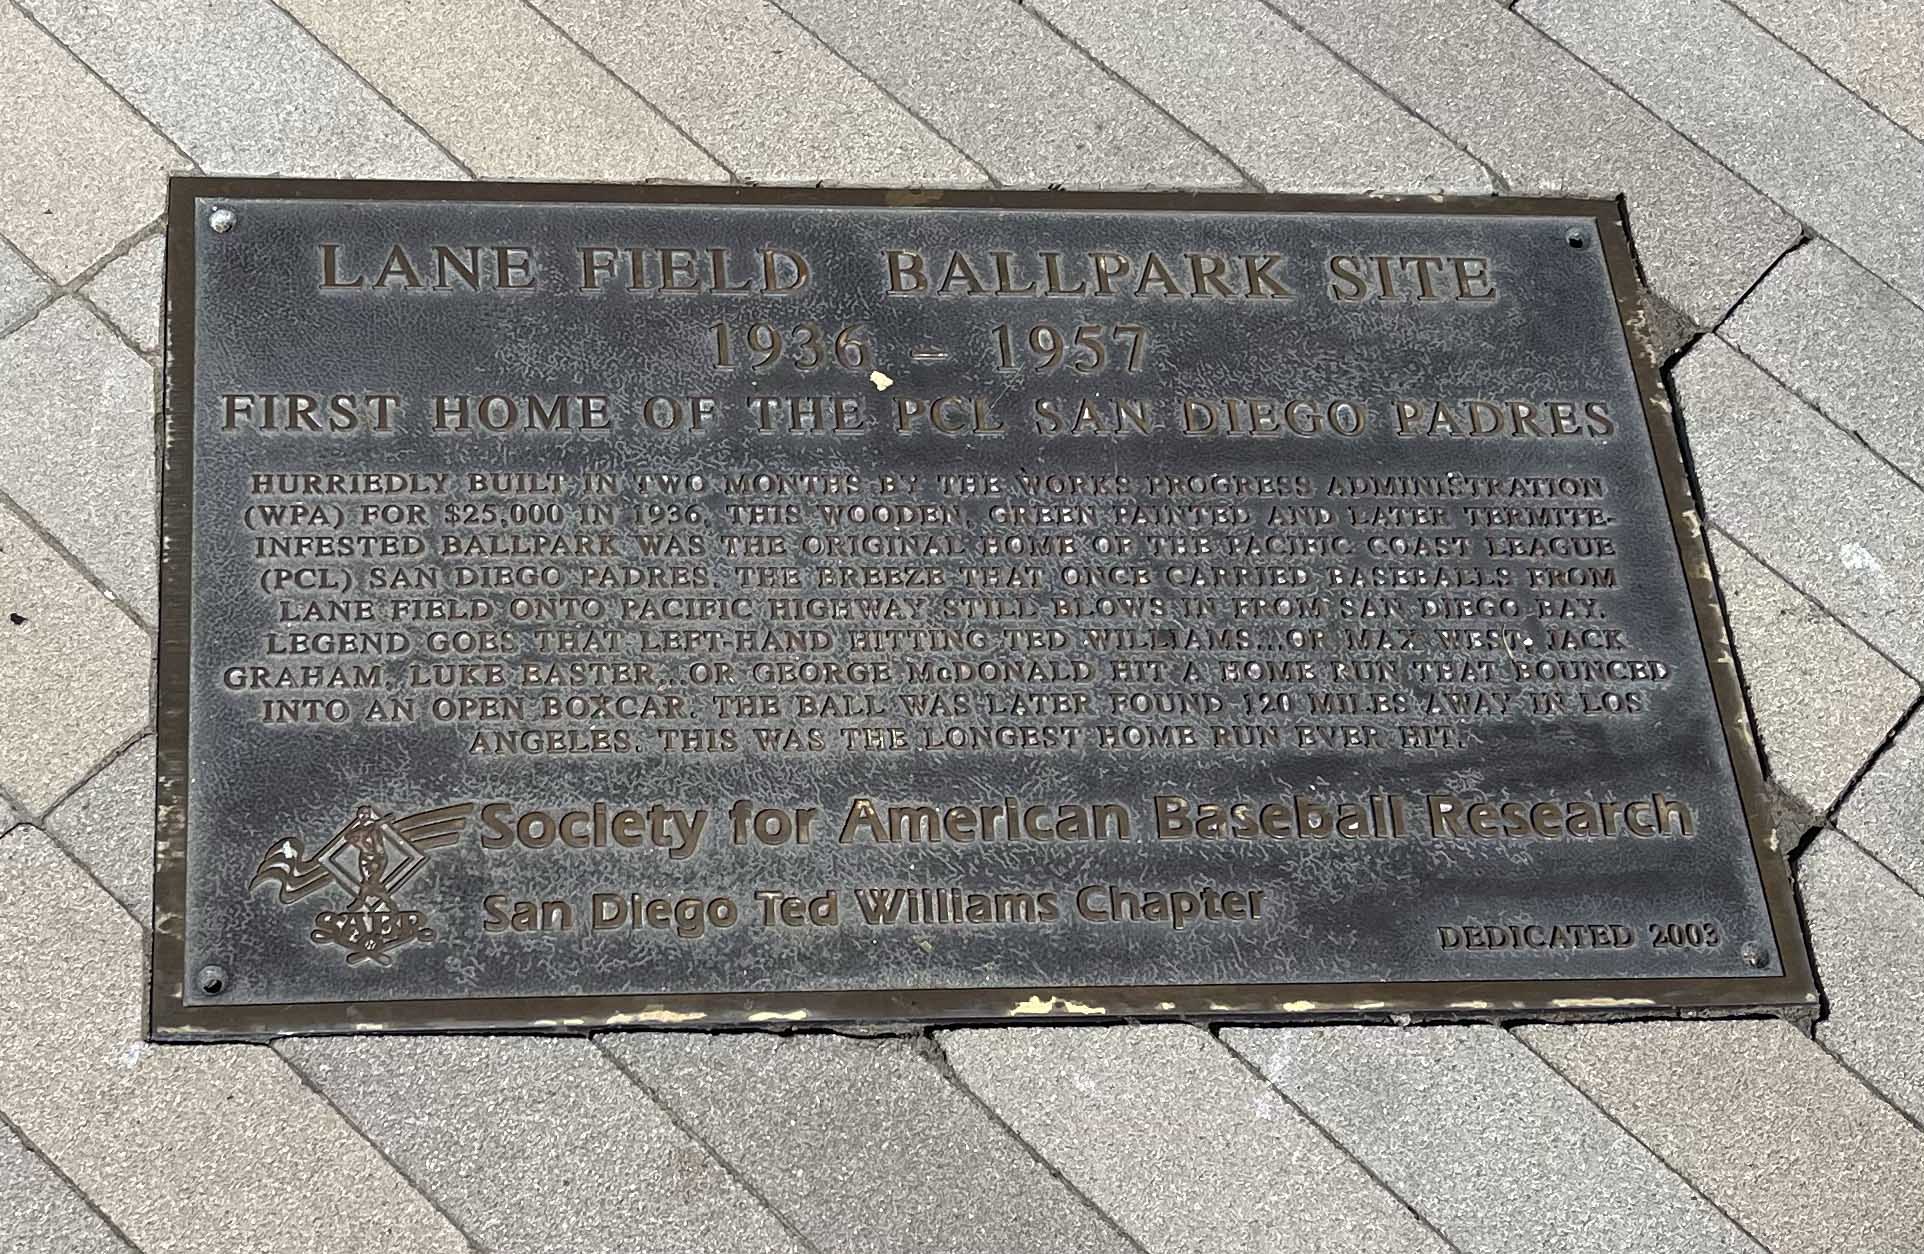 LANE FIELD BALLPARK SITE
1936 – 1957
FIRST HOME OF THE PCL SAN DIEGO PADRES
HURRIEDLY BUILT IN TWO MONTHS BY THE WORKS PROGRESS ADMINISTRATION
(WPA) FOR $25,000 IN 1936, THIS WOODEN, GREEN PAINTED AND LATER TERMITE-
INFESTED BALLPARK WAS THE ORIGINAL HOME OF THE PACIFIC COAST LEAGUE
(PCL) SAN DIEGO PADRES. THE BREEZE THAT ONCE CARRIED BASEBALLS FROM
LANE FIELD ONTO PACIFIC HIGHWAY STILL BLOWS IN FROM SAN DIEGO BAY.
LEGEND GOES THAT LEFT-HAND HITTING TED WILLIAMS...OR MAX WEST, JACK
GRAHAM, LUKE EASTER...OR GEORGE McDONALD HIT A HOME RUN THAT BOUNCED
INTO AN OPEN BOXCAR. THE BALL WAS LATER FOUND 120 MILES AWAY IN LOS
ANGELES. THIS WAS THE LONGEST HOME RUN EVER HIT.
Society for American Baseball Research
SABR
San Diego Ted Williams Chapter
DEDICATED 2003